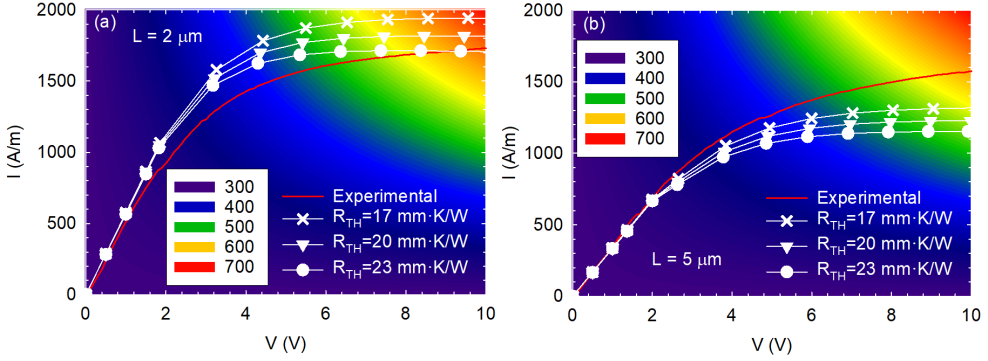 (a)
L = 2 μm
2000
1500
1000
500
0
I (A/m)
300
400
500
600
700
Experimental
R_TH=17 mm·K/W
R_TH=20 mm·K/W
R_TH=23 mm·K/W
0 2 4 6 8 10
V (V)
(b)
2000
1500
1000
500
0
I (A/m)
300
400
500
600
700
Experimental
R_TH=17 mm·K/W
R_TH=20 mm·K/W
R_TH=23 mm·K/W
L = 5 μm
0 2 4 6 8 10
V (V)